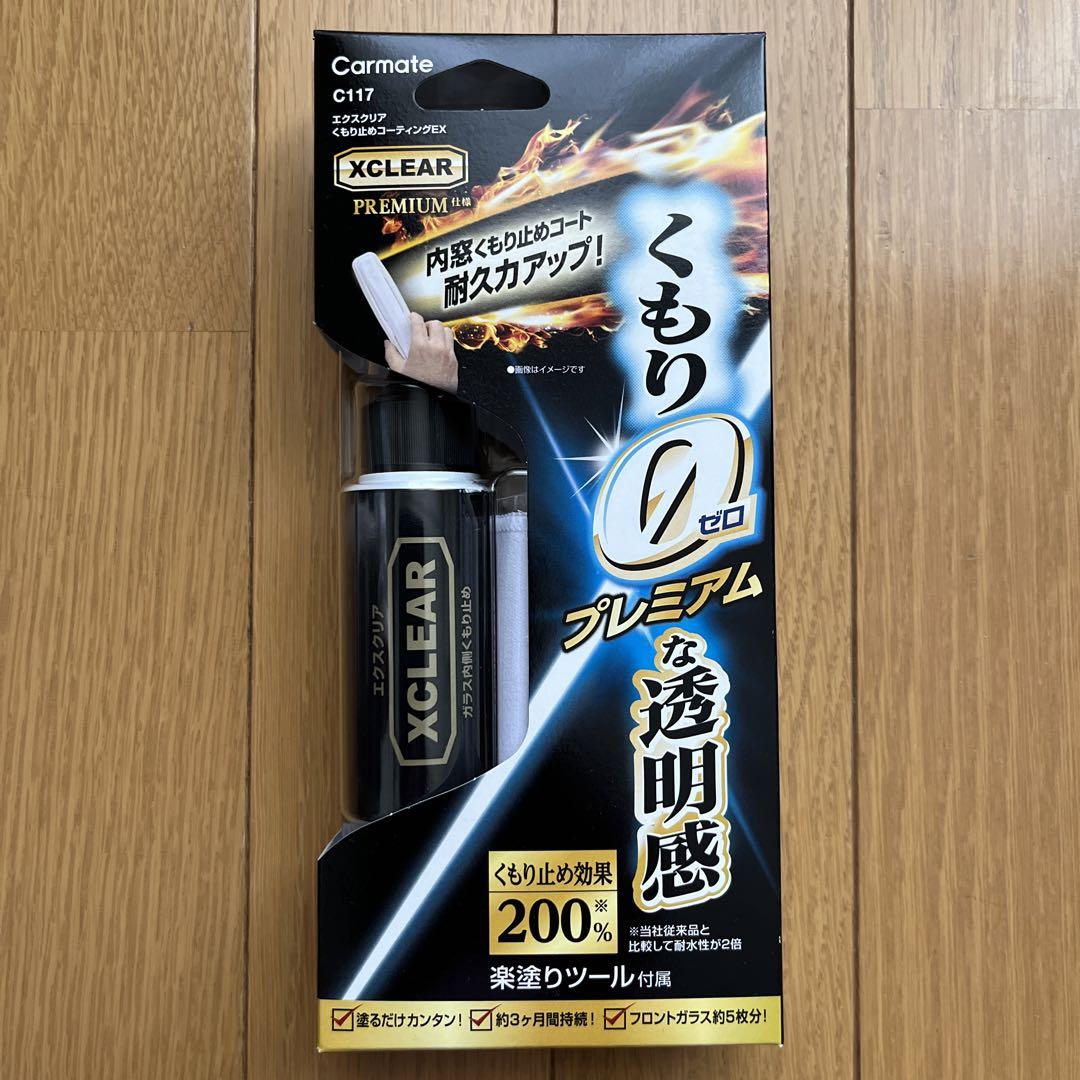 Carmate
C117
エクスクリア
くもり止めコーティングEX
XCLEAR
PREMIUM仕様
内窓くもり止めコート
耐久力アップ!
●画像はイメージです
くもり
0
ゼロ
プレミアム
な透明感
エクスクリア
XCLEAR
ガラス内側くもり止め
くもり止め効果
200%※
※当社従来品と
比較して耐水性が2倍
楽塗りツール付属
塗るだけカンタン!
約3ヶ月間持続!
フロントガラス約5枚分!